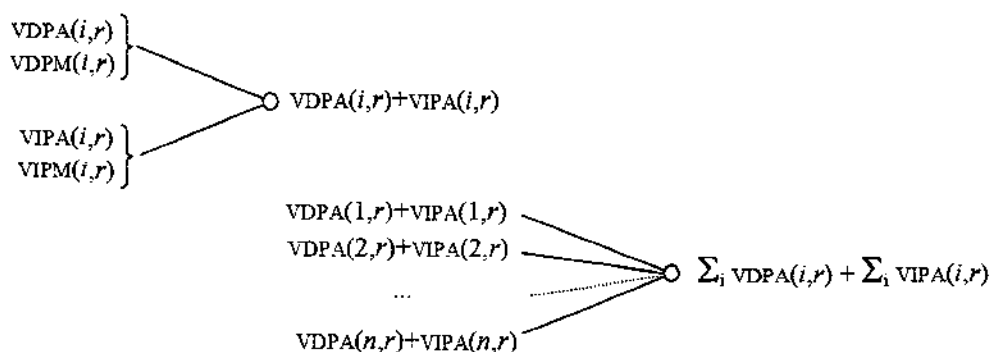 VDPA(i,r)
VDPM(i,r)
VDPA(i,r)+VIPA(i,r)
VIPA(i,r)
VIPM(i,r)
VDPA(1,r)+VIPA(1,r)
VDPA(2,r)+VIPA(2,r)
...
VDPA(n,r)+VIPA(n,r)
∑i VDPA(i,r) + ∑i VIPA(i,r)